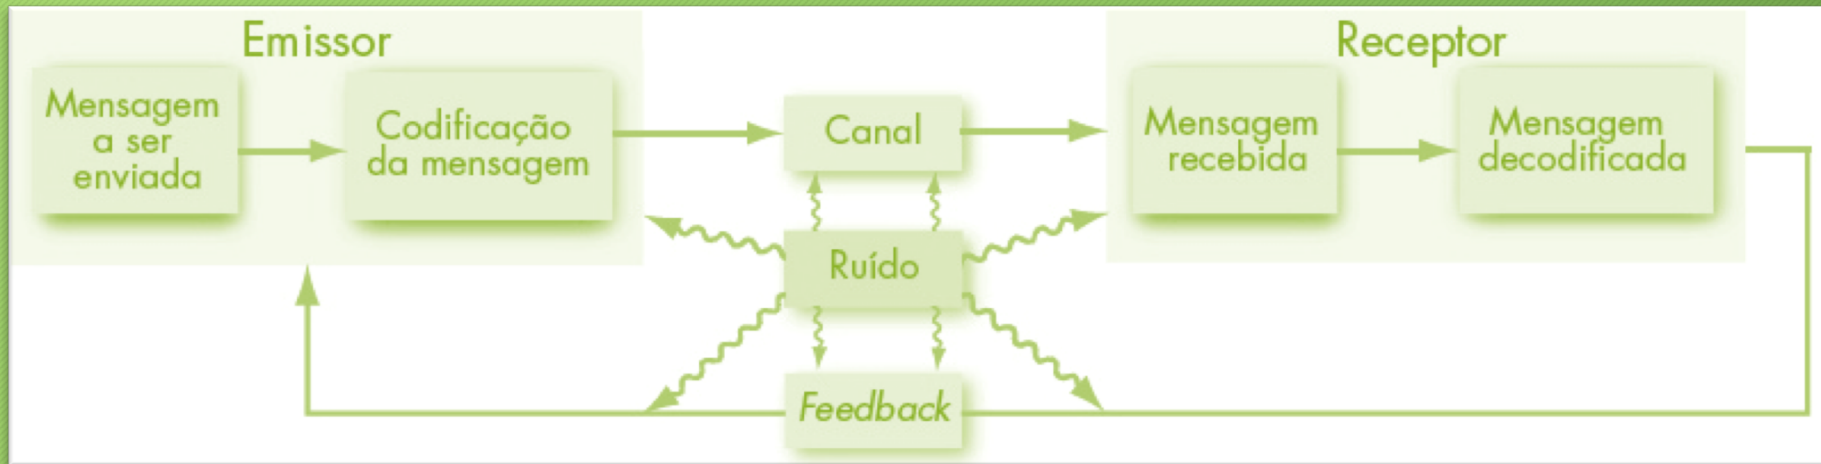 Emissor
Mensagem
a ser
enviada
Codificação
da mensagem
Canal
Ruído
Feedback
Receptor
Mensagem
recebida
Mensagem
decodificada